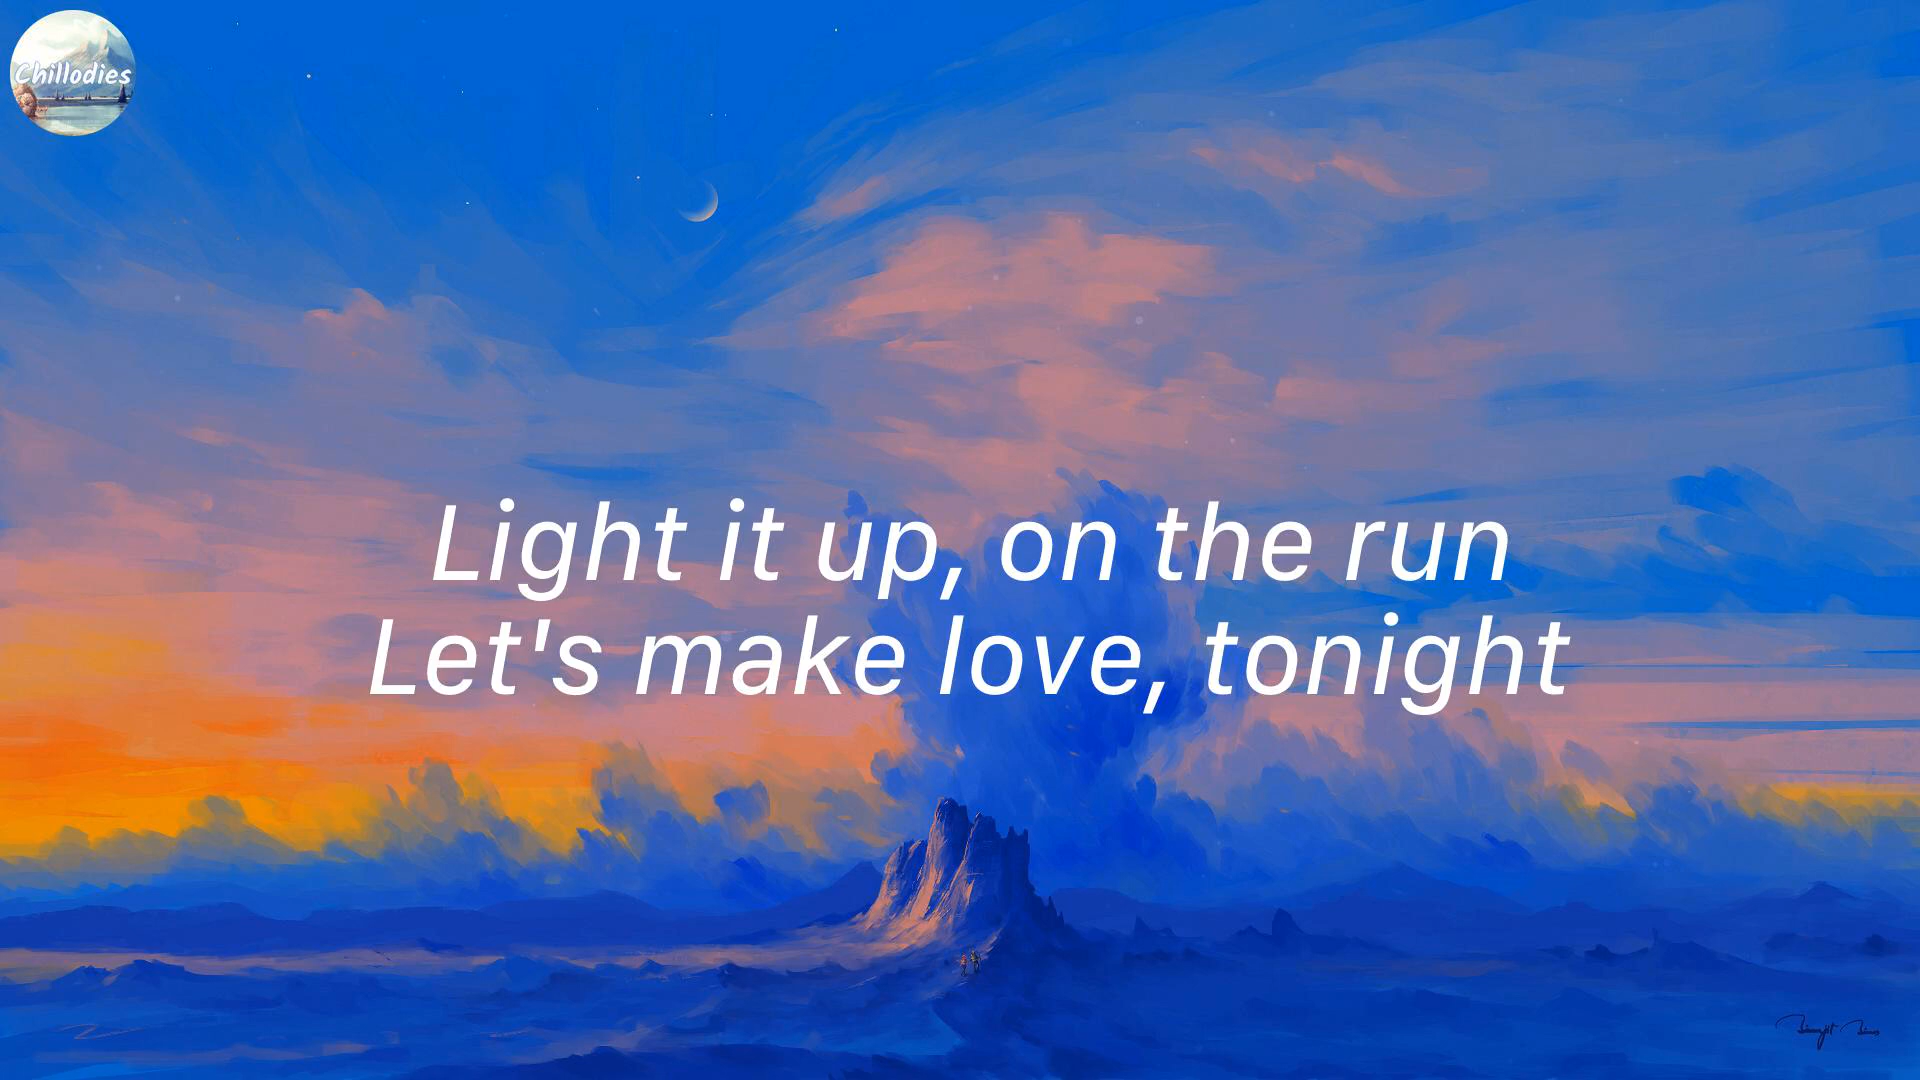 Chillodies
Light it up, on the run
Let's make love, tonight